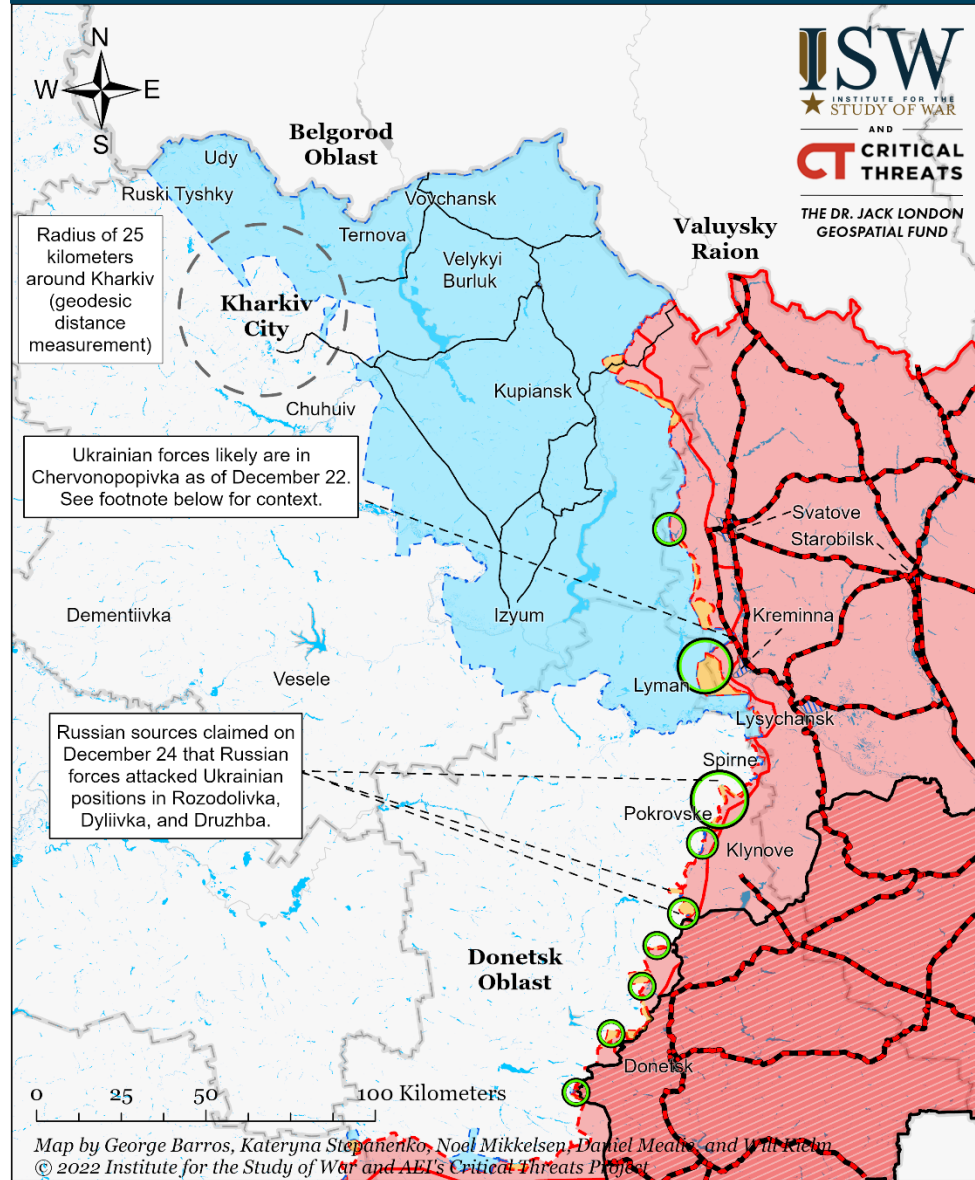 N
W E
S
ISW
INSTITUTE FOR THE
STUDY OF WAR
AND
CT CRITICAL
THREATS
THE DR. JACK LONDON
GEOSPATIAL FUND
Belgorod
Oblast
Udy
Ruski Tyshky
Vovchansk
Ternova
Valuysky
Raion
Radius of 25
kilometers
around Kharkiv
(geodesic
distance
measurement)
Velykyi
Burluk
Kharkiv
City
Kupiansk
Chuhuiv
Ukrainian forces likely are in
Chervonopopivka as of December 22.
See footnote below for context.
Svatove
Starobilsk
Dementiivka
Izyum
Kreminna
Vesele
Lyman
Lysychansk
Russian sources claimed on
December 24 that Russian
forces attacked Ukrainian
positions in Rozodolivka,
Dyliivka, and Druzhba.
Spirne
Pokrovske
Klynove
Donetsk
Oblast
Donetsk
0 25 50 100 Kilometers
Map by George Barros, Kateryna Stepanenko, Noel Mikkelsen, Daniel Mealie, and Will Kielm
© 2022 Institute for the Study of War and AEI's Critical Threats Project